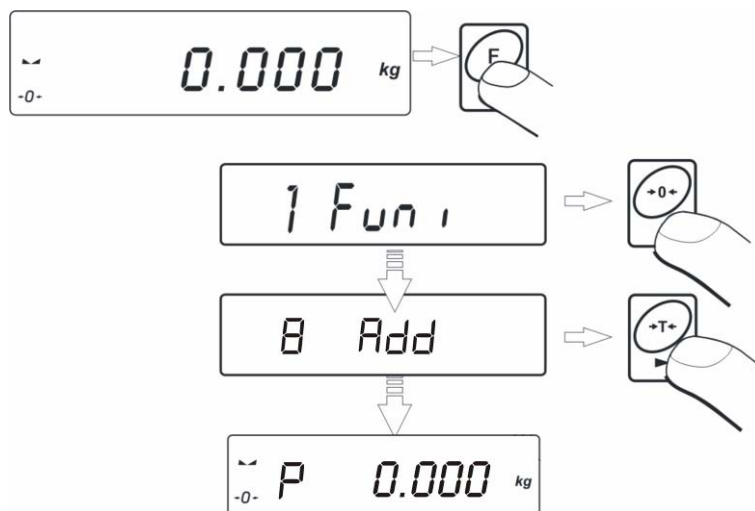 0.000 kg
-0-
F
1 Funi
→0←
8 Add
→T←
P 0.000 kg
-0-